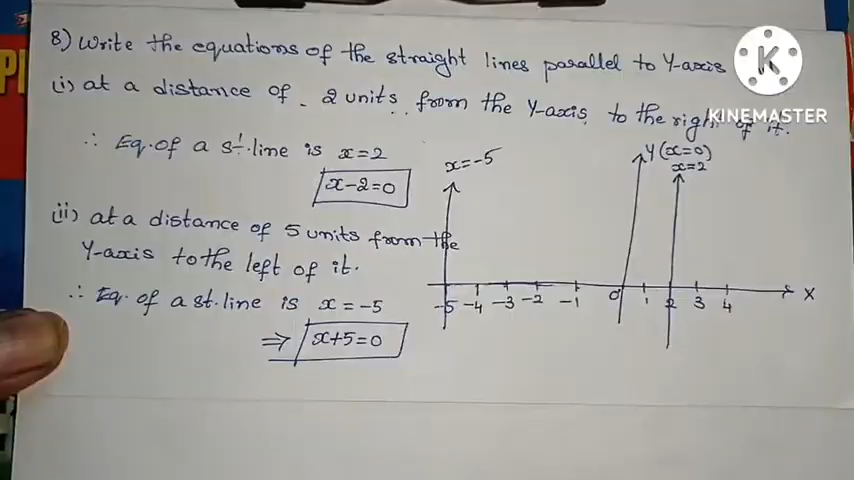 8) Write the equations of the straight lines parallel to Y-axis
(i) at a distance of 2 units from the Y-axis to the right of it.
∴ Eq. of a st. line is x=2
x-2=0
(ii) at a distance of 5 units from the
Y-axis to the left of it.
∴ Eq. of a st. line is x = -5
⇒ x+5=0
x=-5
Y(x=0)
x=2
-5 -4 -3 -2 -1 0 1 2 3 4 X
K
KINEMASTER
P